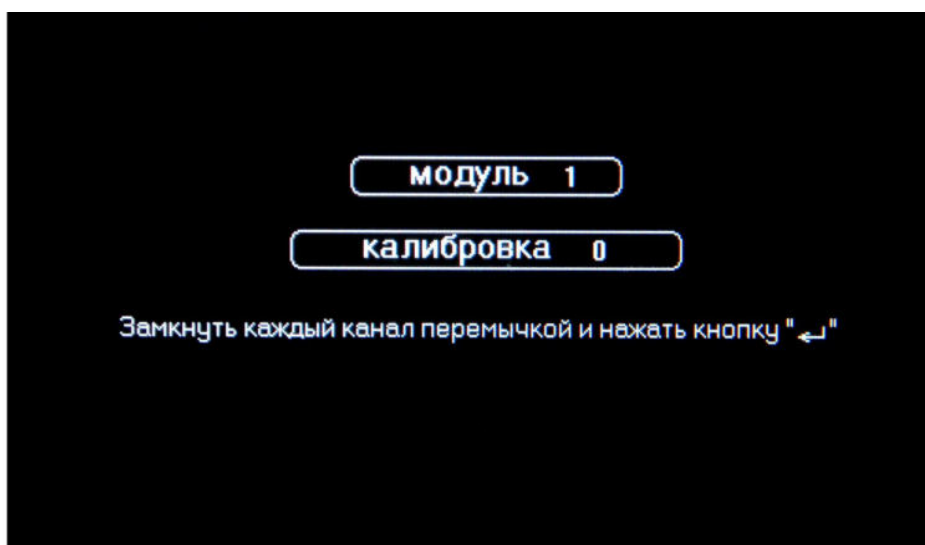 модуль 1
калибровка 0
Замкнуть каждый канал перемычкой и нажать кнопку "↵"